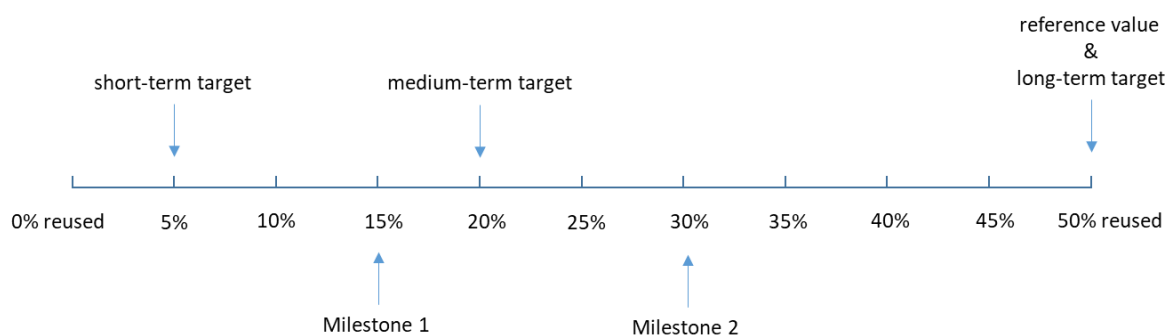 reference value
&
long-term target
short-term target
medium-term target
0% reused
5%
10%
15%
20%
25%
30%
35%
40%
45%
50% reused
Milestone 1
Milestone 2